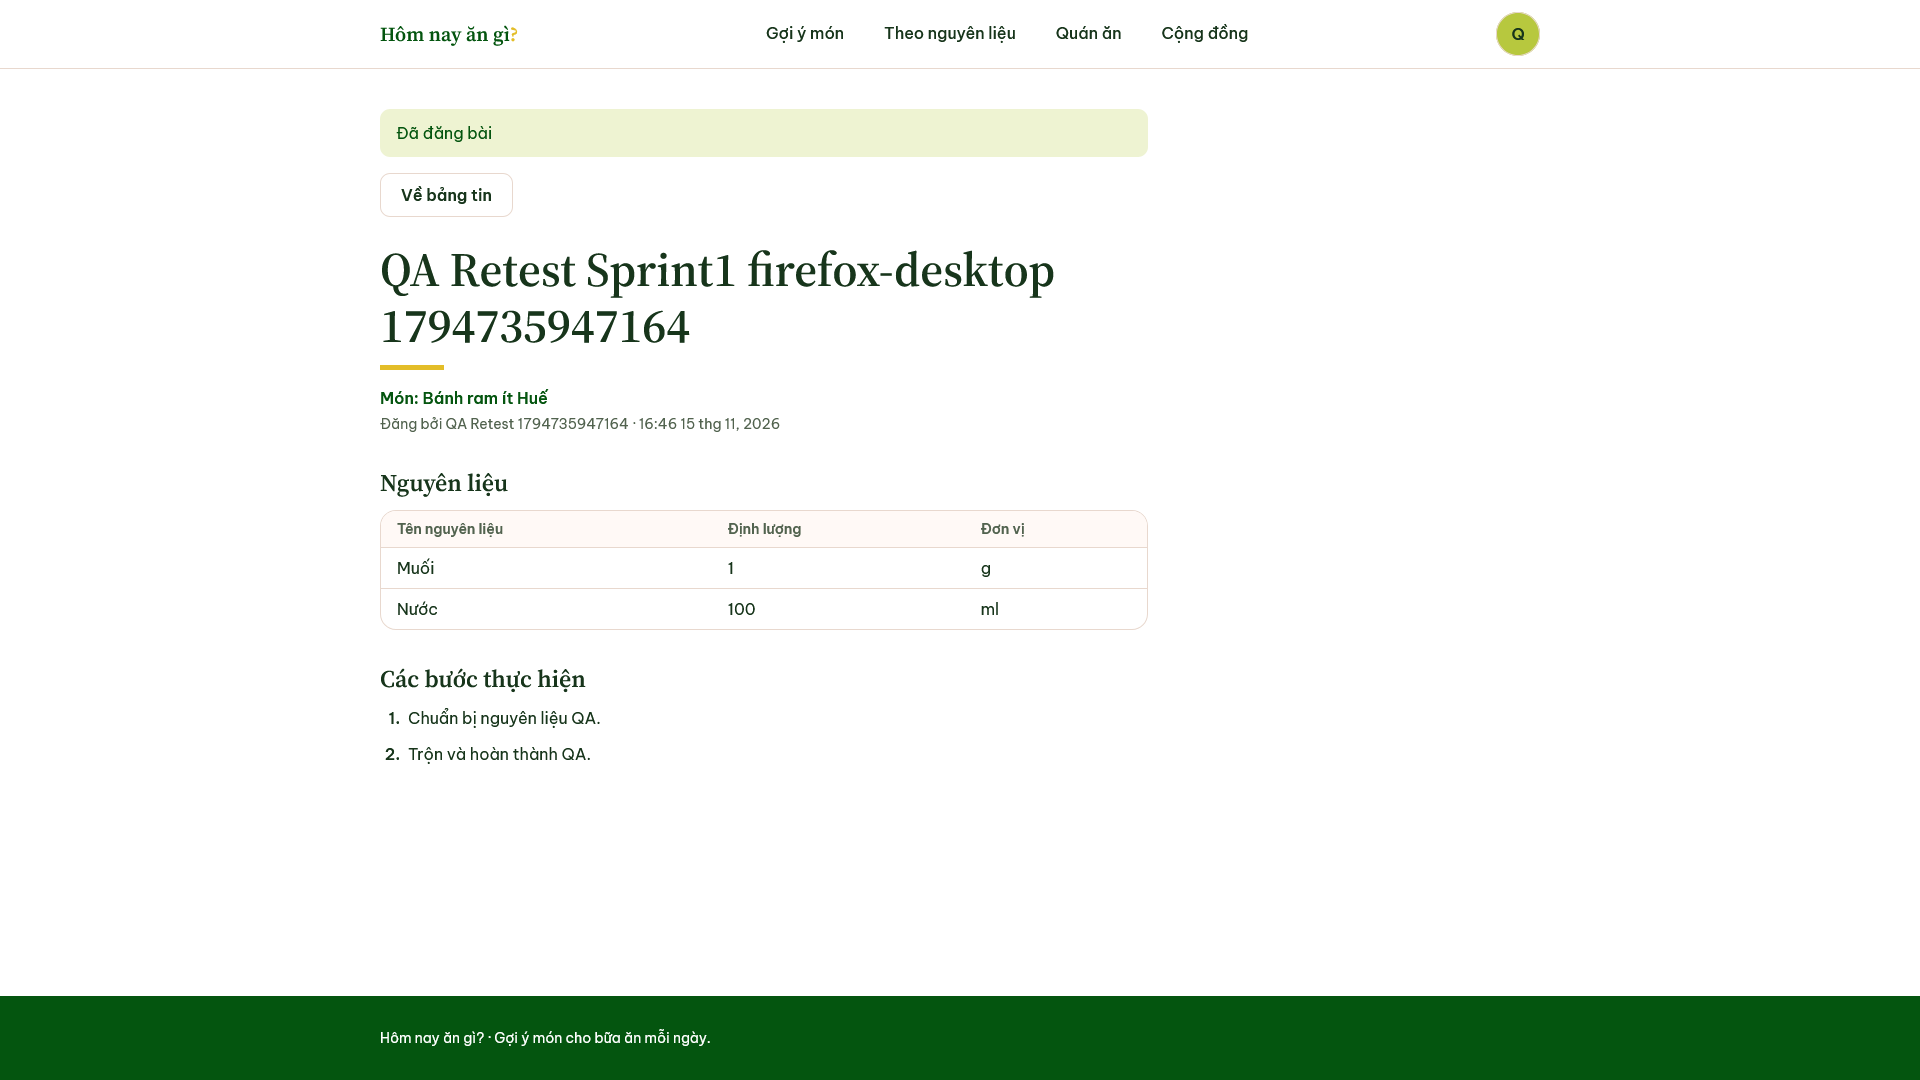 Hôm nay ăn gì?
Gợi ý món
Theo nguyên liệu
Quán ăn
Cộng đồng
Q
Đã đăng bài
Về bảng tin
QA Retest Sprint1 firefox-desktop
1794735947164
Món: Bánh ram ít Huế
Đăng bởi QA Retest 1794735947164 · 16:46 15 thg 11, 2026
Nguyên liệu
Tên nguyên liệu Định lượng Đơn vị
Muối 1 g
Nước 100 ml
Các bước thực hiện
1. Chuẩn bị nguyên liệu QA.
2. Trộn và hoàn thành QA.
Hôm nay ăn gì? · Gợi ý món cho bữa ăn mỗi ngày.